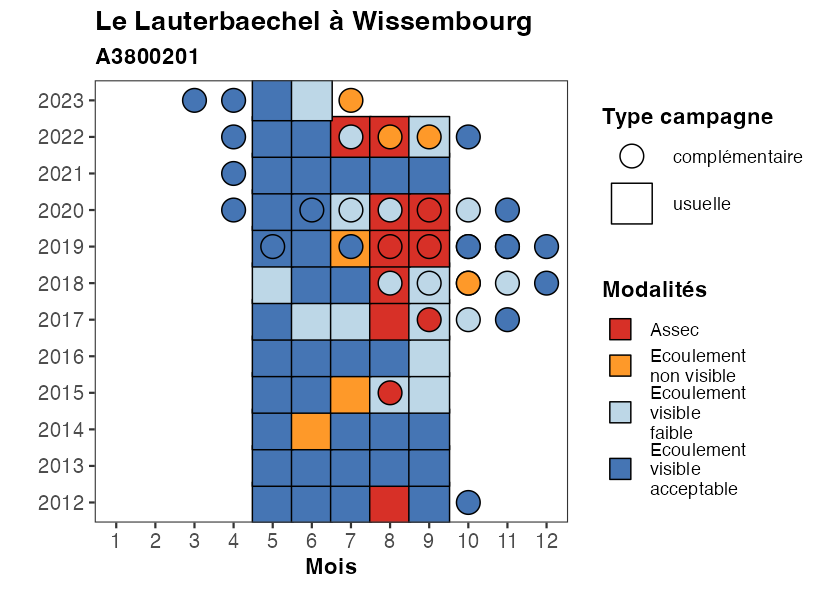 Le Lauterbaechel à Wissembourg
A3800201
2023
2022
2021
2020
2019
2018
2017
2016
2015
2014
2013
2012
1 2 3 4 5 6 7 8 9 10 11 12
Mois
Type campagne
complémentaire
usuelle
Modalités
Assec
Ecoulement
non visible
Ecoulement
visible
faible
Ecoulement
visible
acceptable